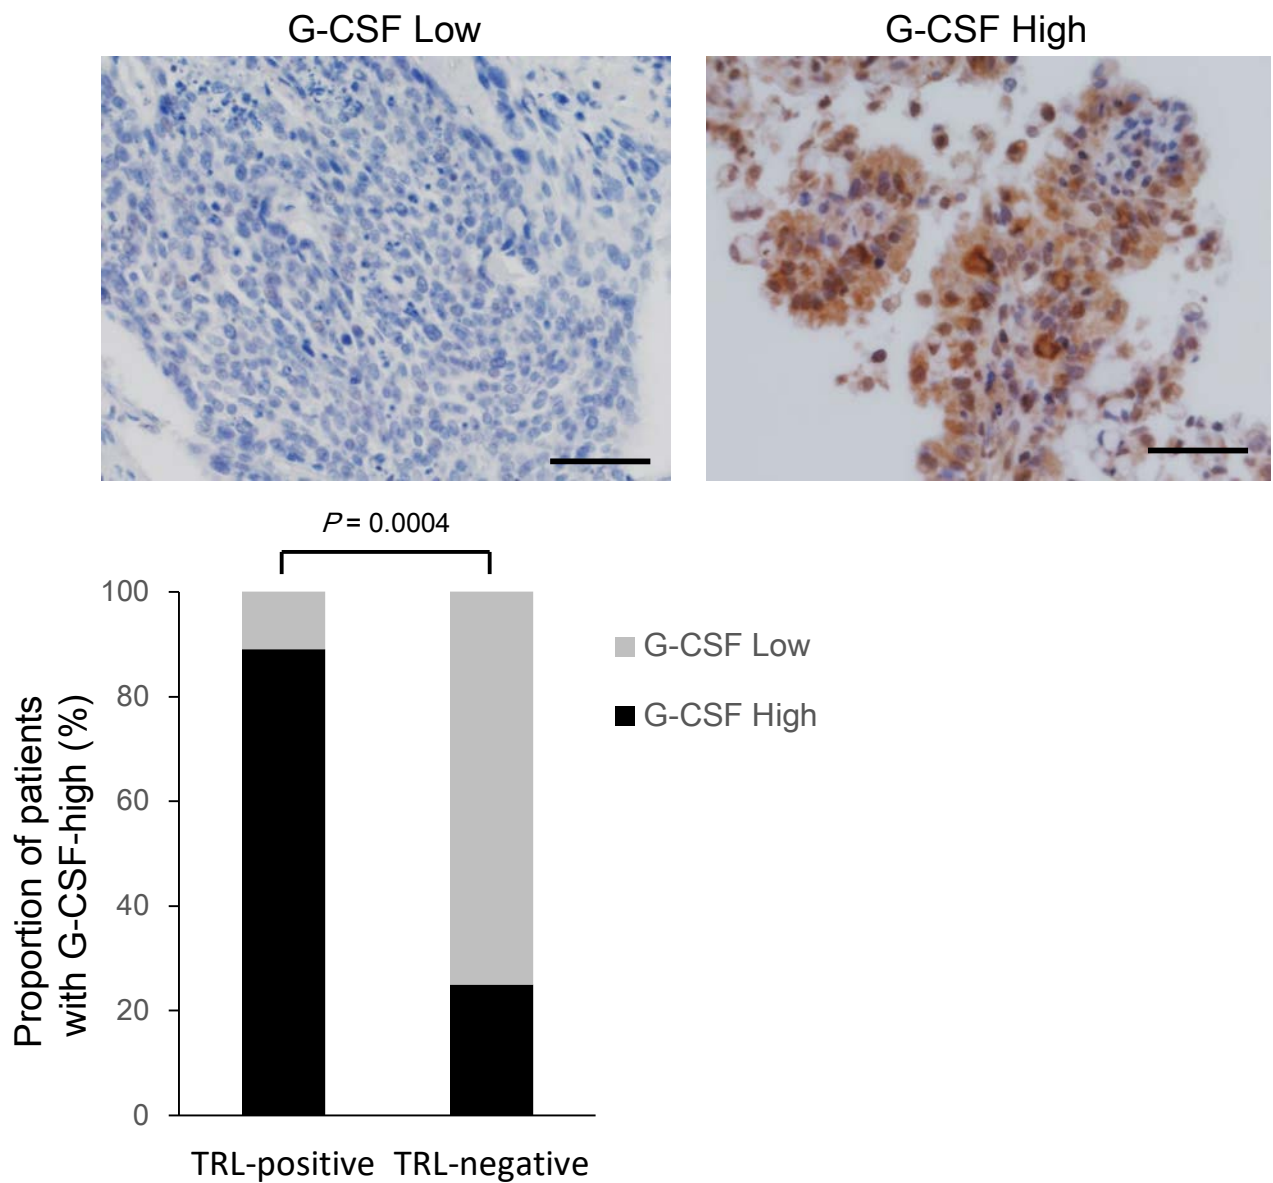 G-CSF Low
G-CSF High
P = 0.0004
100
80
60
40
20
0
Proportion of patients
with G-CSF-high (%)
G-CSF Low
G-CSF High
TRL-positive
TRL-negative